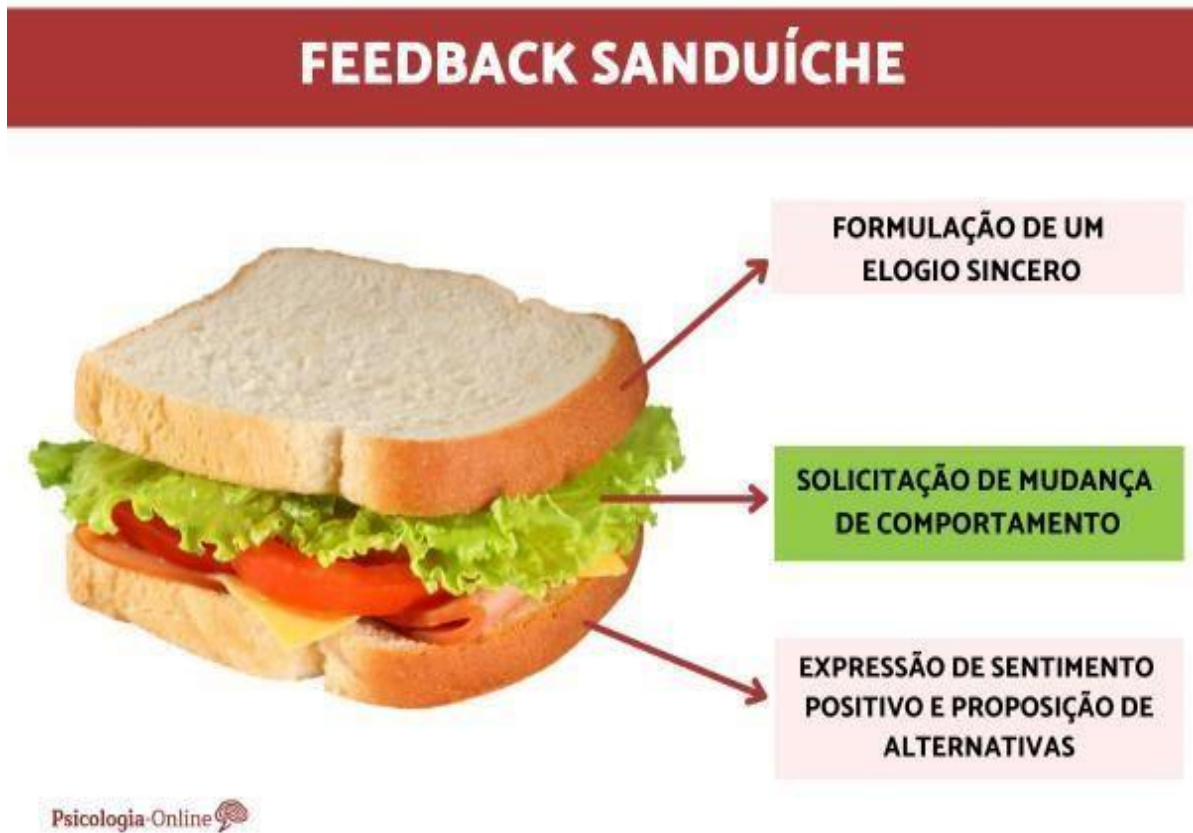 FEEDBACK SANDUÍCHE
FORMULAÇÃO DE UM
ELOGIO SINCERO
SOLICITAÇÃO DE MUDANÇA
DE COMPORTAMENTO
EXPRESSÃO DE SENTIMENTO
POSITIVO E PROPOSIÇÃO DE
ALTERNATIVAS
Psicologia-Online